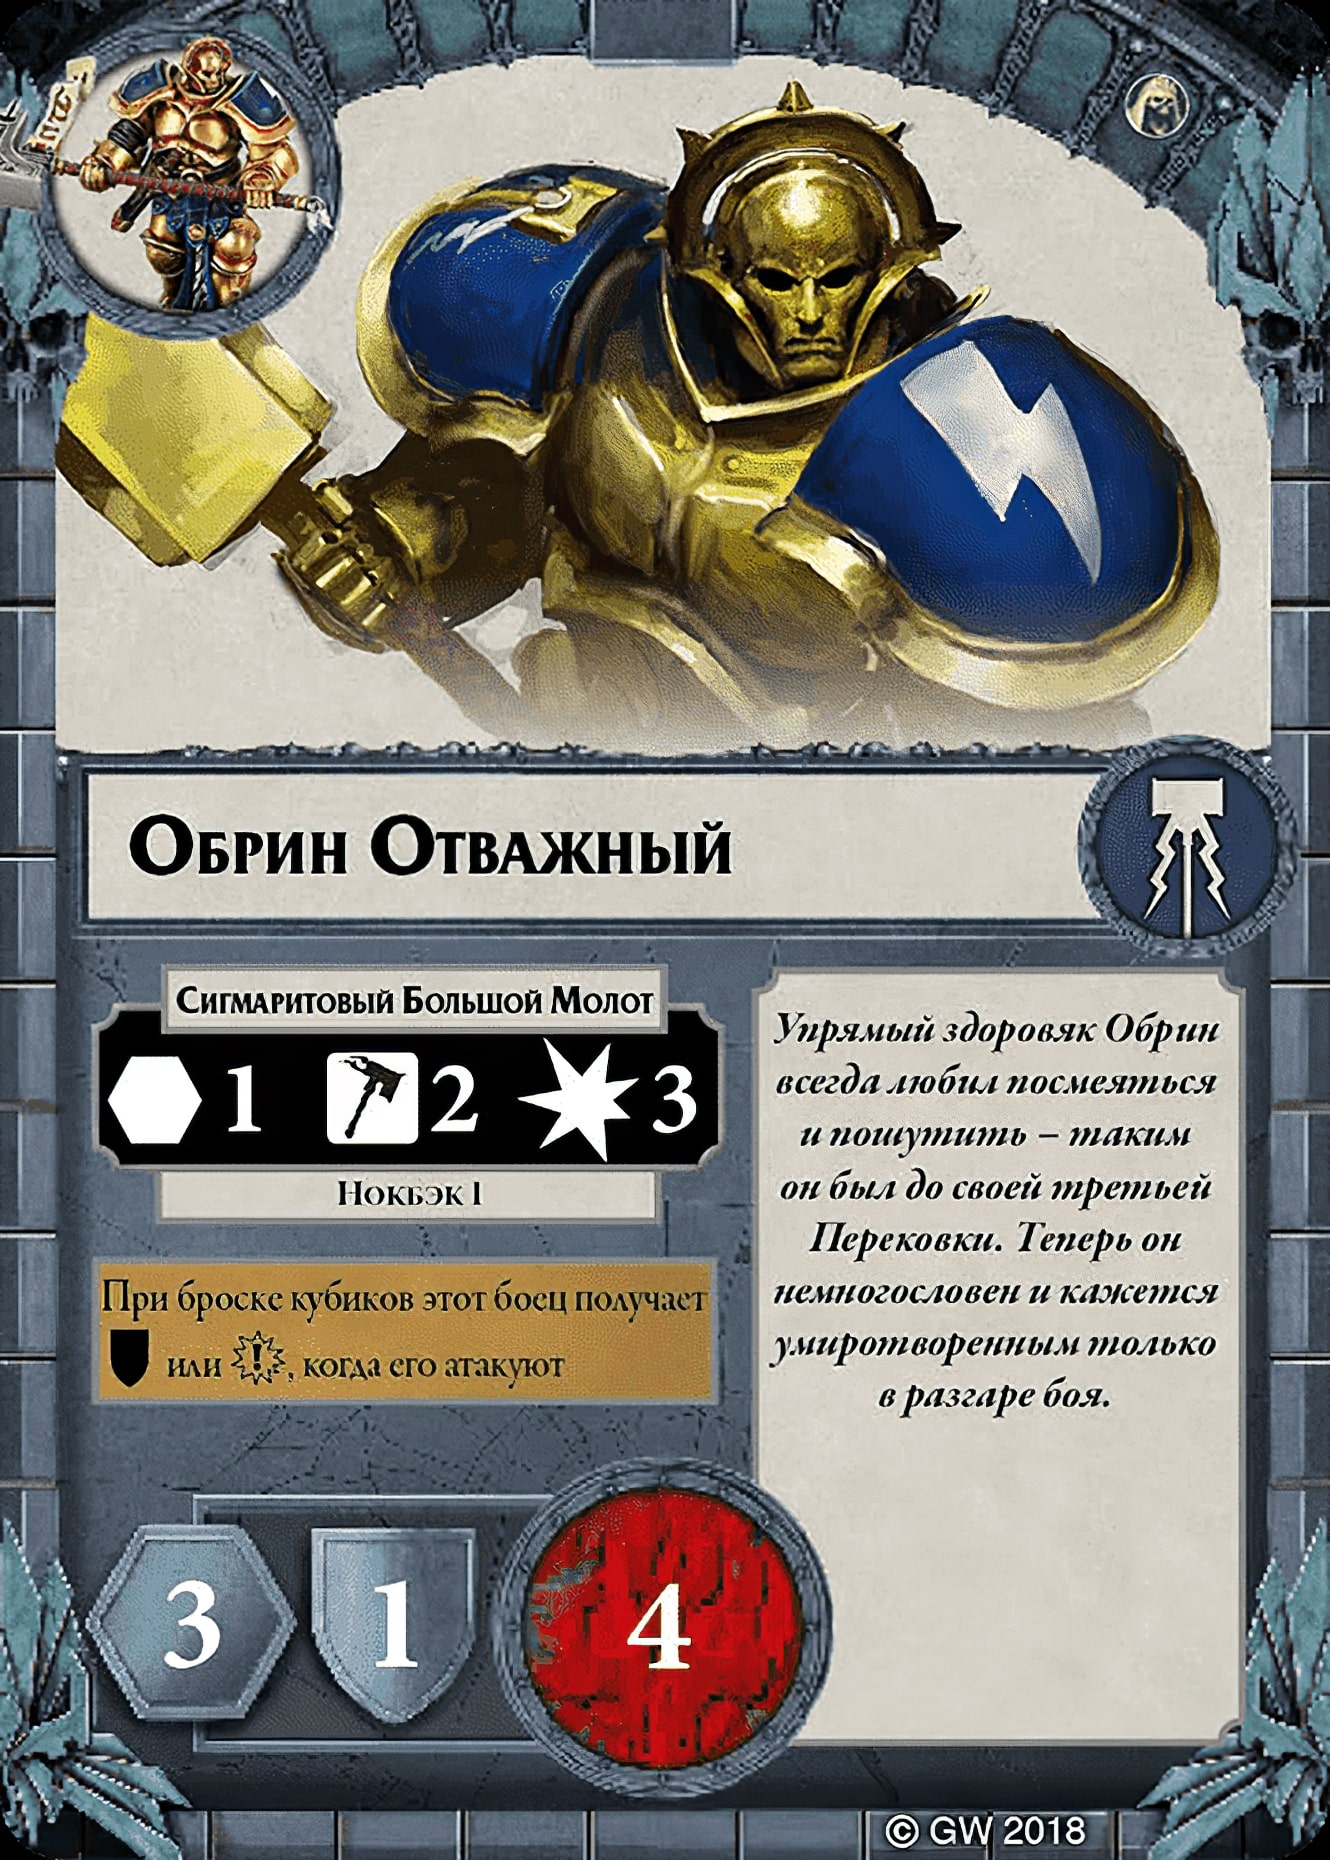 Обрин Отважный
Сигмаритовый Большой Молот
1 2 3
Нокбэк 1
При броске кубиков этот боец получает
или , когда его атакуют
Упрямый здоровяк Обрин
всегда любил посмеяться
и пошутить – таким
он был до своей третьей
Перековки. Теперь он
немногословен и кажется
умиротворенным только
в разгаре боя.
3 1 4
© GW 2018